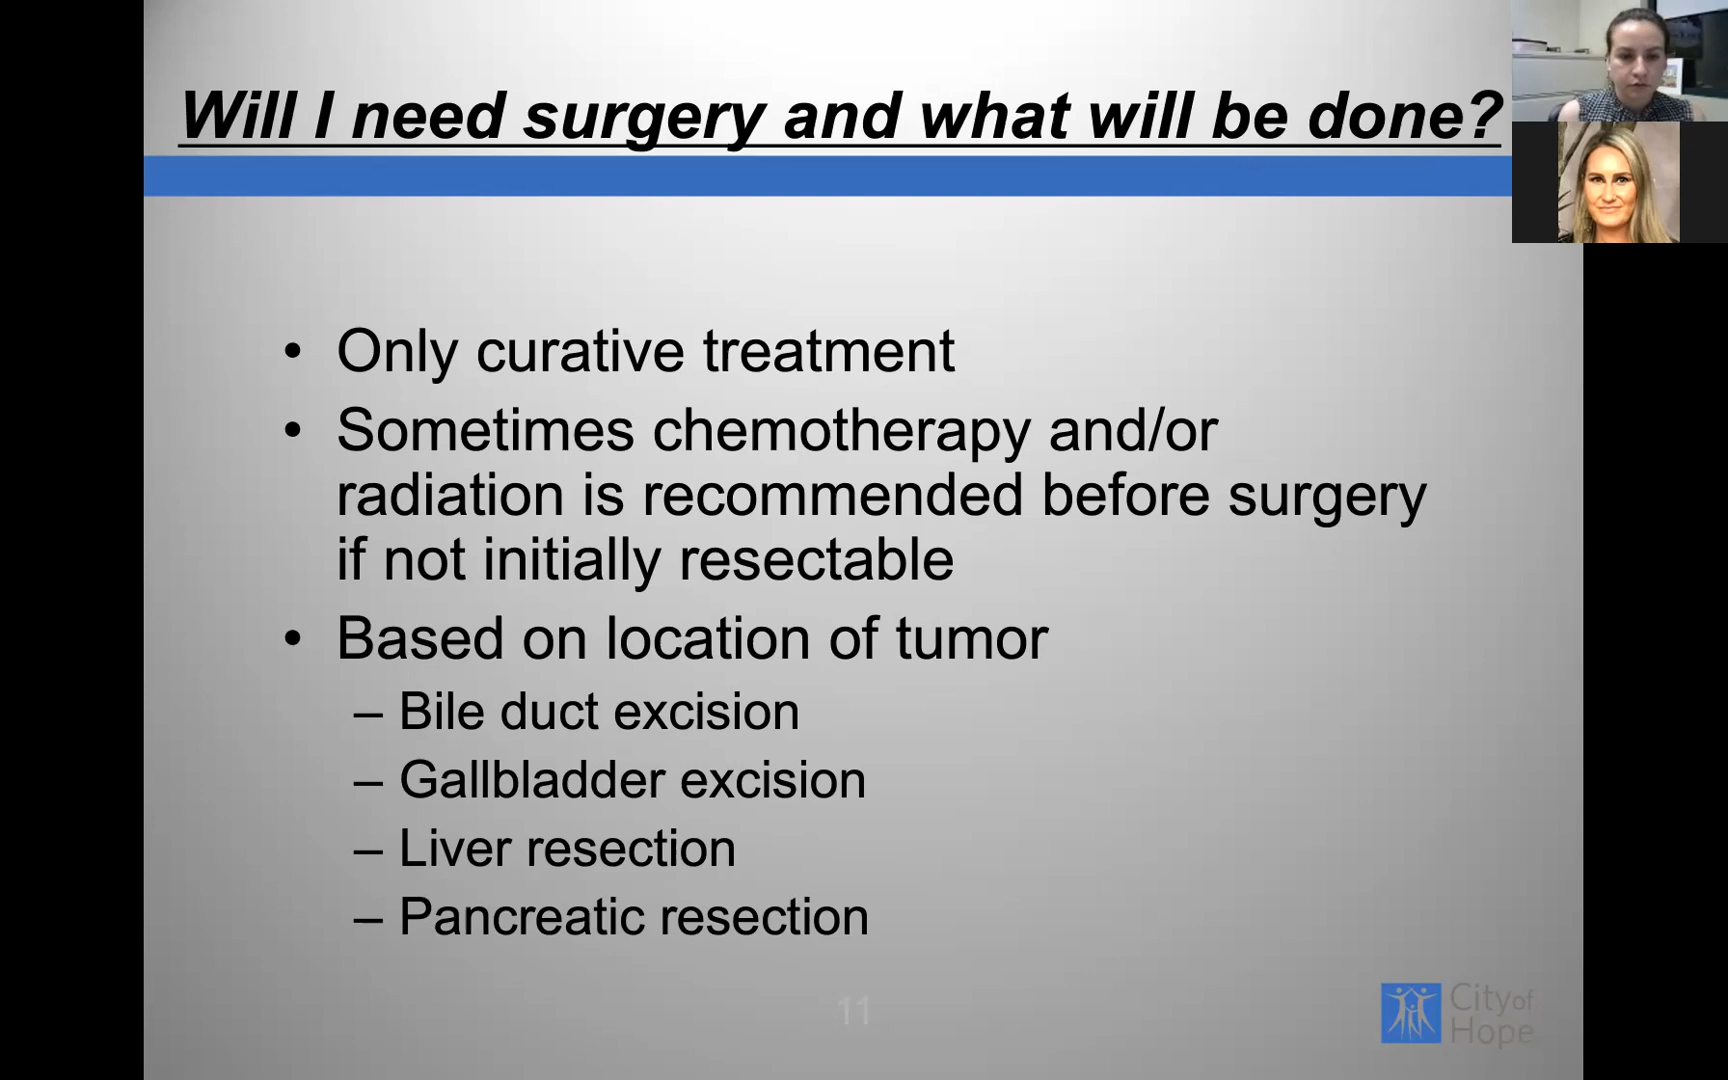 Will I need surgery and what will be done?
• Only curative treatment
• Sometimes chemotherapy and/or
radiation is recommended before surgery
if not initially resectable
• Based on location of tumor
– Bile duct excision
– Gallbladder excision
– Liver resection
– Pancreatic resection
11
City of
Hope